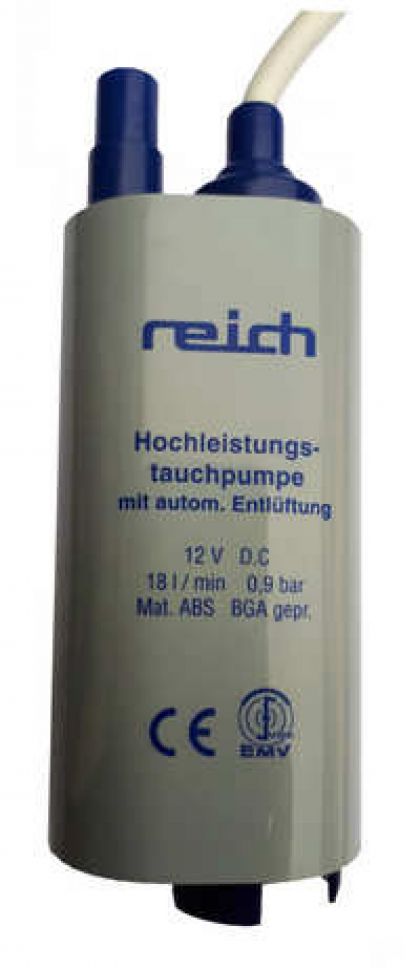 reich
Hochleistungs-
tauchpumpe
mit autom. Entlüftung
12 V D.C
18 l / min 0,9 bar
Mat. ABS BGA gepr.
CE
EMV